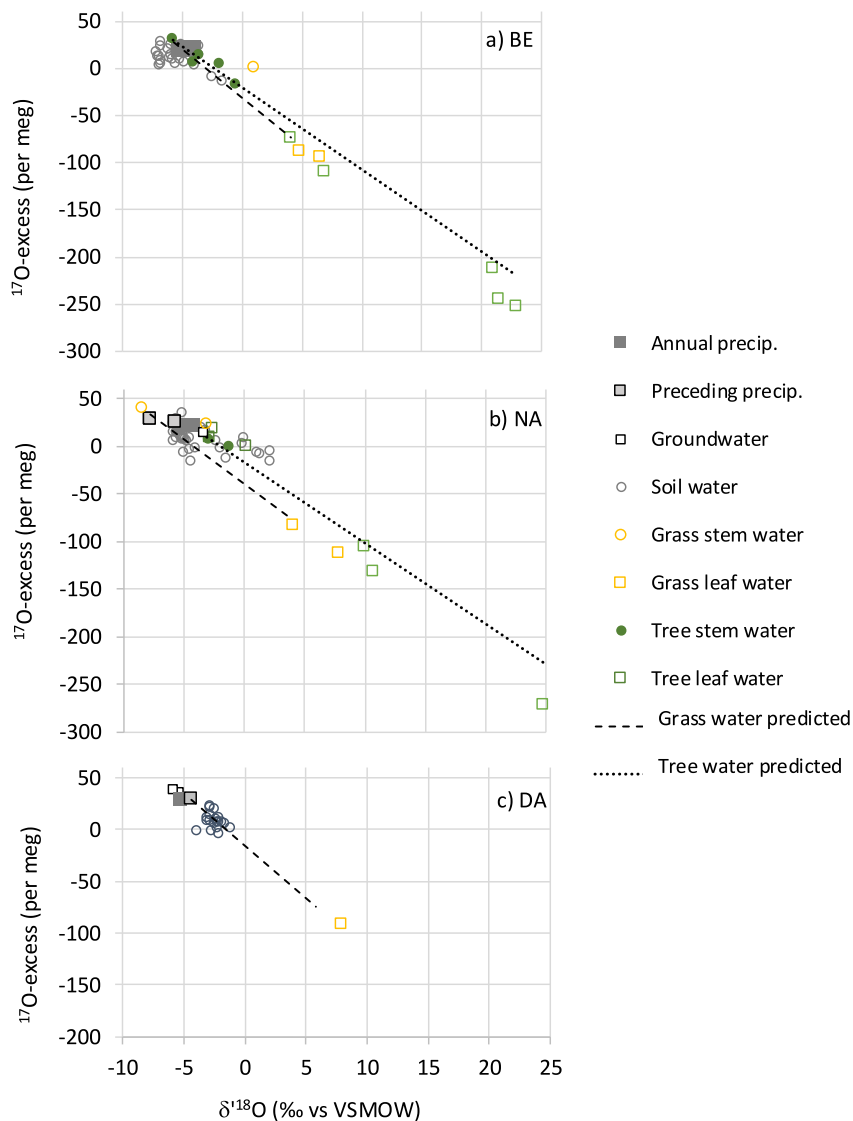 50
a) BE
0
-50
-100
-150
-200
-250
-300
¹⁷O-excess (per meg)
50
b) NA
0
-50
-100
-150
-200
-250
-300
¹⁷O-excess (per meg)
50
c) DA
0
-50
-100
-150
-200
¹⁷O-excess (per meg)
-10 -5 0 5 10 15 20 25
δ'¹⁸O (‰ vs VSMOW)
Annual precip.
Preceding precip.
Groundwater
Soil water
Grass stem water
Grass leaf water
Tree stem water
Tree leaf water
Grass water predicted
Tree water predicted